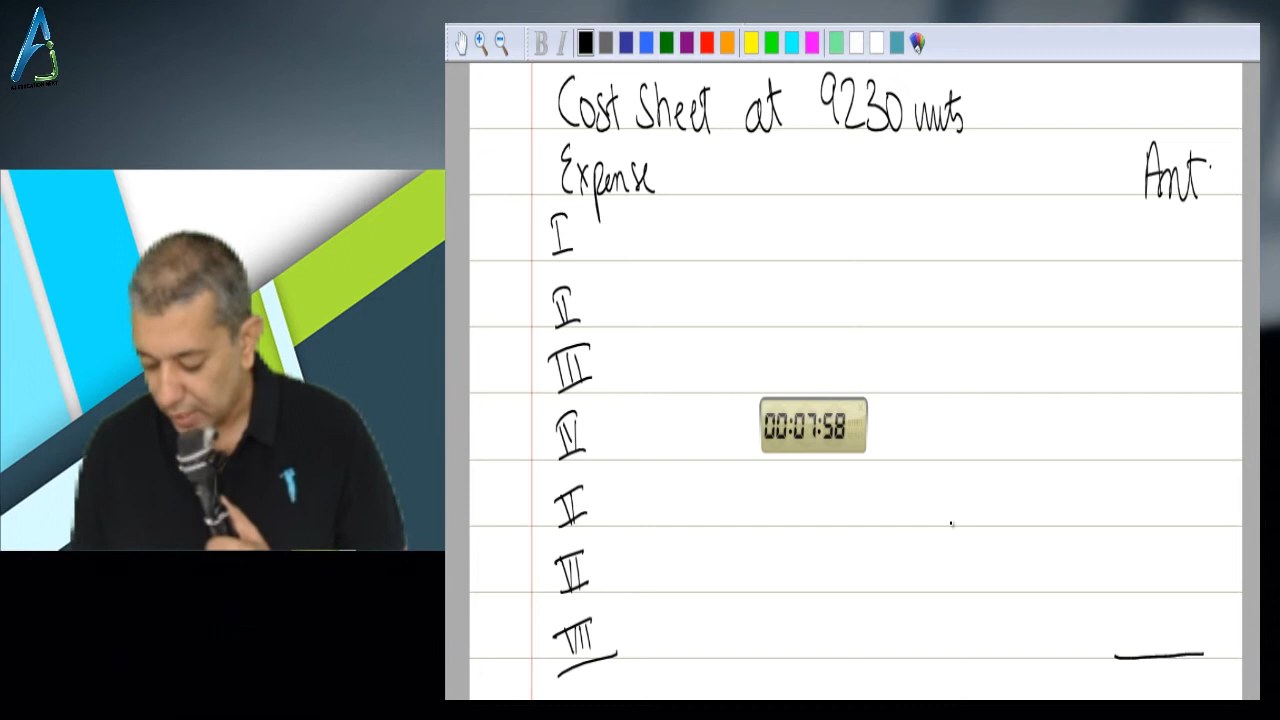 Cost Sheet at 9230 units
Expense Amt.
I
II
III
IV
V
VI
VII
00:07:58
B I